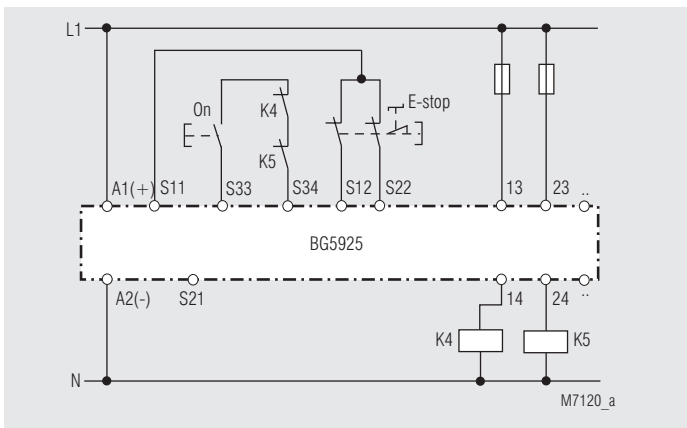 L1
On
K4
K5
E-stop
A1(+) S11 S33 S34 S12 S22 13 23 ..
BG5925
A2(-) S21 14 24 ..
K4 K5
N
M7120_a